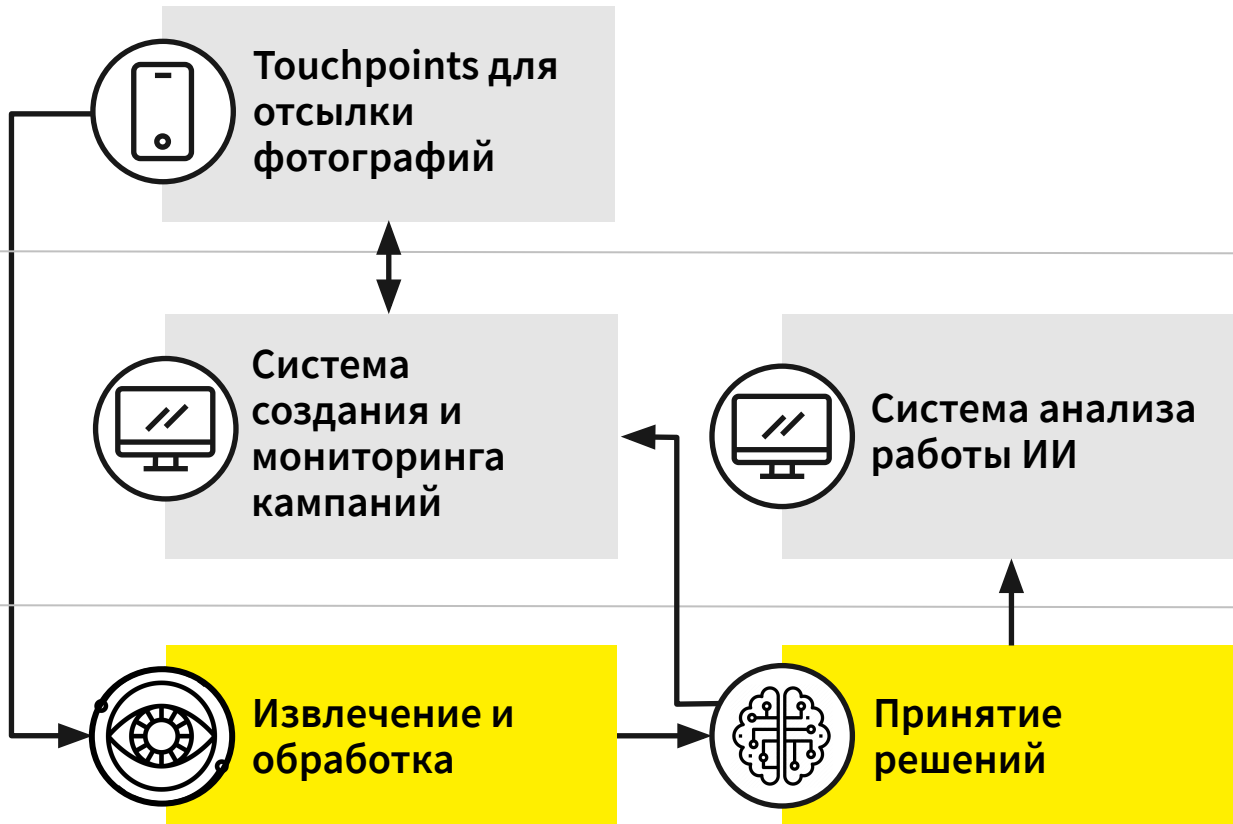 Touchpoints для
отсылки
фотографий
Система
создания и
мониторинга
кампаний
Система анализа
работы ИИ
Извлечение и
обработка
Принятие
решений